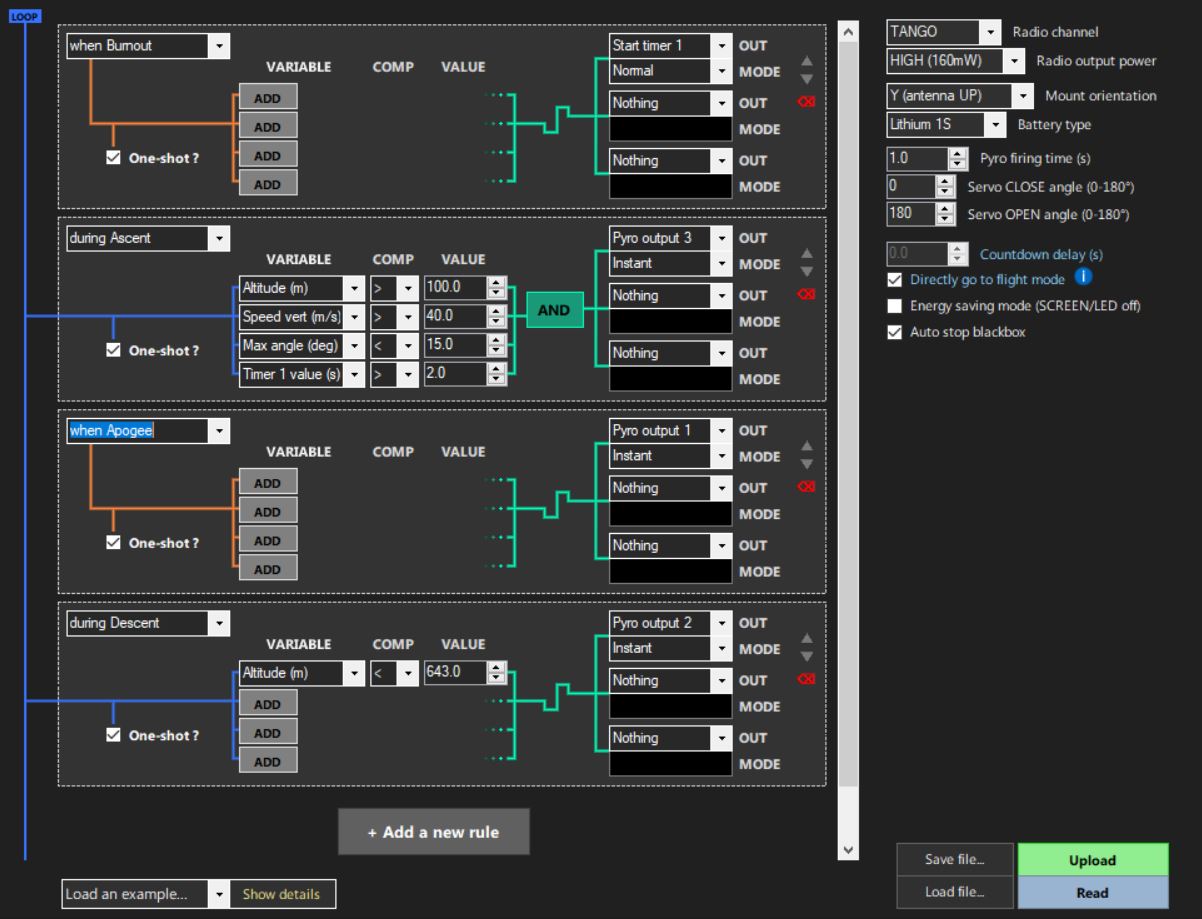 LOOP
when Burnout
VARIABLE COMP VALUE
ADD
ADD
ADD
ADD
One-shot ?
Start timer 1 OUT
Normal MODE
Nothing OUT
MODE
Nothing OUT
MODE
during Ascent
VARIABLE COMP VALUE
Altitude (m) > 100.0
Speed vert (m/s) > 40.0
Max angle (deg) < 15.0
Timer 1 value (s) > 2.0
AND
One-shot ?
Pyro output 3 OUT
Instant MODE
Nothing OUT
MODE
Nothing OUT
MODE
when Apogee
VARIABLE COMP VALUE
ADD
ADD
ADD
ADD
One-shot ?
Pyro output 1 OUT
Instant MODE
Nothing OUT
MODE
Nothing OUT
MODE
during Descent
VARIABLE COMP VALUE
Altitude (m) < 643.0
ADD
ADD
ADD
One-shot ?
Pyro output 2 OUT
Instant MODE
Nothing OUT
MODE
Nothing OUT
MODE
+ Add a new rule
Load an example... Show details
TANGO Radio channel
HIGH (160mW) Radio output power
Y (antenna UP) Mount orientation
Lithium 1S Battery type
1.0 Pyro firing time (s)
0 Servo CLOSE angle (0-180°)
180 Servo OPEN angle (0-180°)
0.0 Countdown delay (s)
Directly go to flight mode i
Energy saving mode (SCREEN/LED off)
Auto stop blackbox
Save file... Upload
Load file... Read